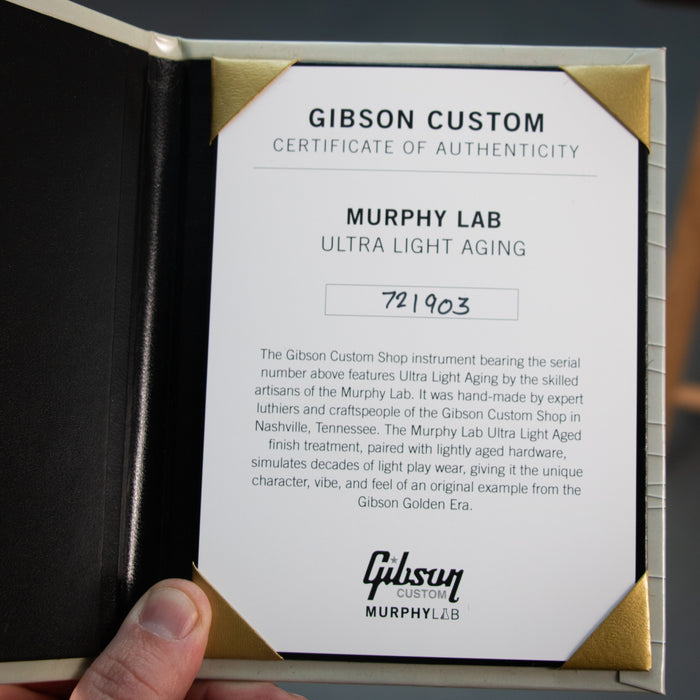 GIBSON CUSTOM
CERTIFICATE OF AUTHENTICITY
MURPHY LAB
ULTRA LIGHT AGING
721903
The Gibson Custom Shop instrument bearing the serial
number above features Ultra Light Aging by the skilled
artisans of the Murphy Lab. It was hand-made by expert
luthiers and craftspeople of the Gibson Custom Shop in
Nashville, Tennessee. The Murphy Lab Ultra Light Aged
finish treatment, paired with lightly aged hardware,
simulates decades of light play wear, giving it the unique
character, vibe, and feel of an original example from the
Gibson Golden Era.
Gibson
CUSTOM
MURPHYLAB